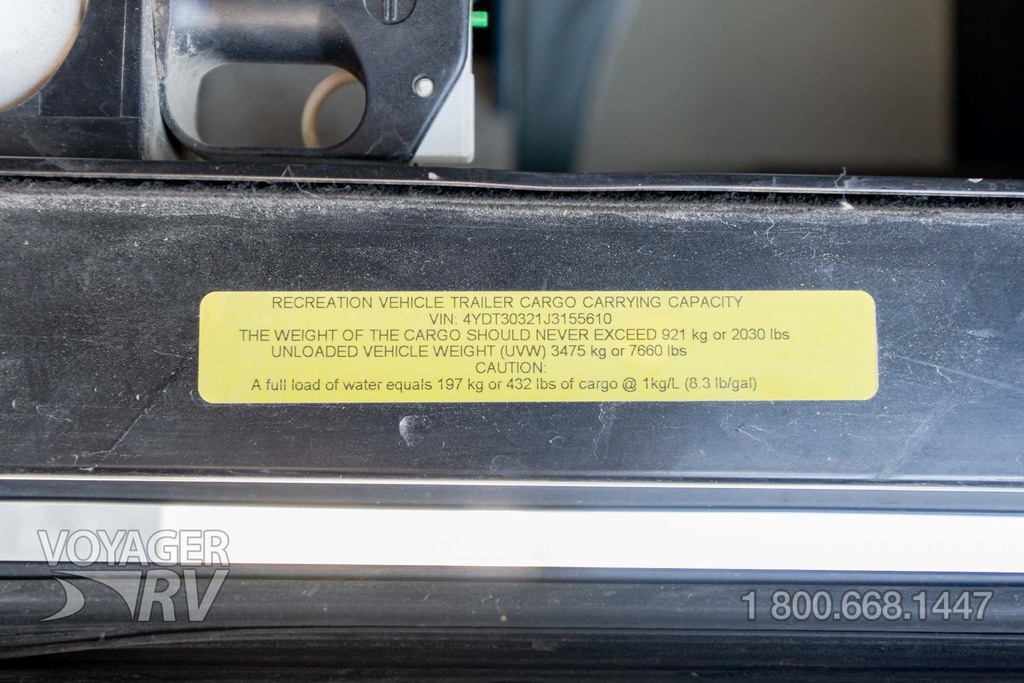 RECREATION VEHICLE TRAILER CARGO CARRYING CAPACITY
VIN: 4YDT30321J3155610
THE WEIGHT OF THE CARGO SHOULD NEVER EXCEED 921 kg or 2030 lbs
UNLOADED VEHICLE WEIGHT (UVW) 3475 kg or 7660 lbs
CAUTION:
A full load of water equals 197 kg or 432 lbs of cargo @ 1kg/L (8.3 lb/gal)
VOYAGER
RV
1 800.668.1447